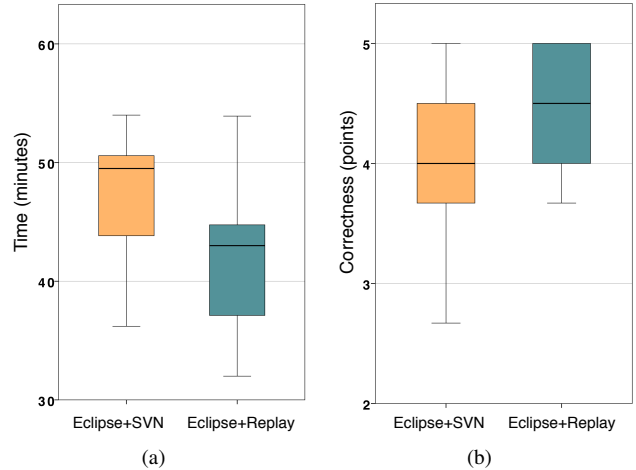 Time (minutes)
60
50
40
30
Eclipse+SVN
Eclipse+Replay
(a)
Correctness (points)
5
4
3
2
Eclipse+SVN
Eclipse+Replay
(b)